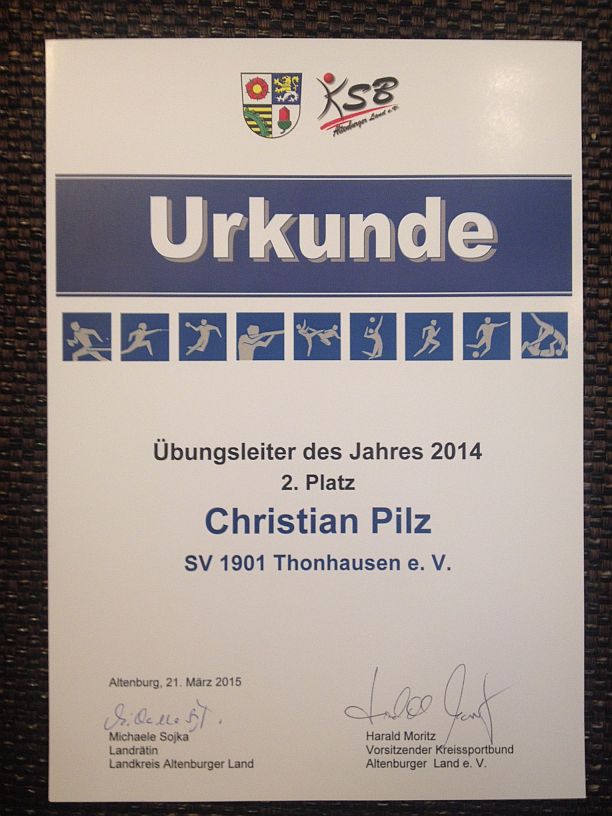 KSB
Altenburger Land e.V.
Urkunde
Übungsleiter des Jahres 2014
2. Platz
Christian Pilz
SV 1901 Thonhausen e. V.
Altenburg, 21. März 2015
Michaele Sojka
Landrätin
Landkreis Altenburger Land
Harald Moritz
Vorsitzender Kreissportbund
Altenburger Land e. V.